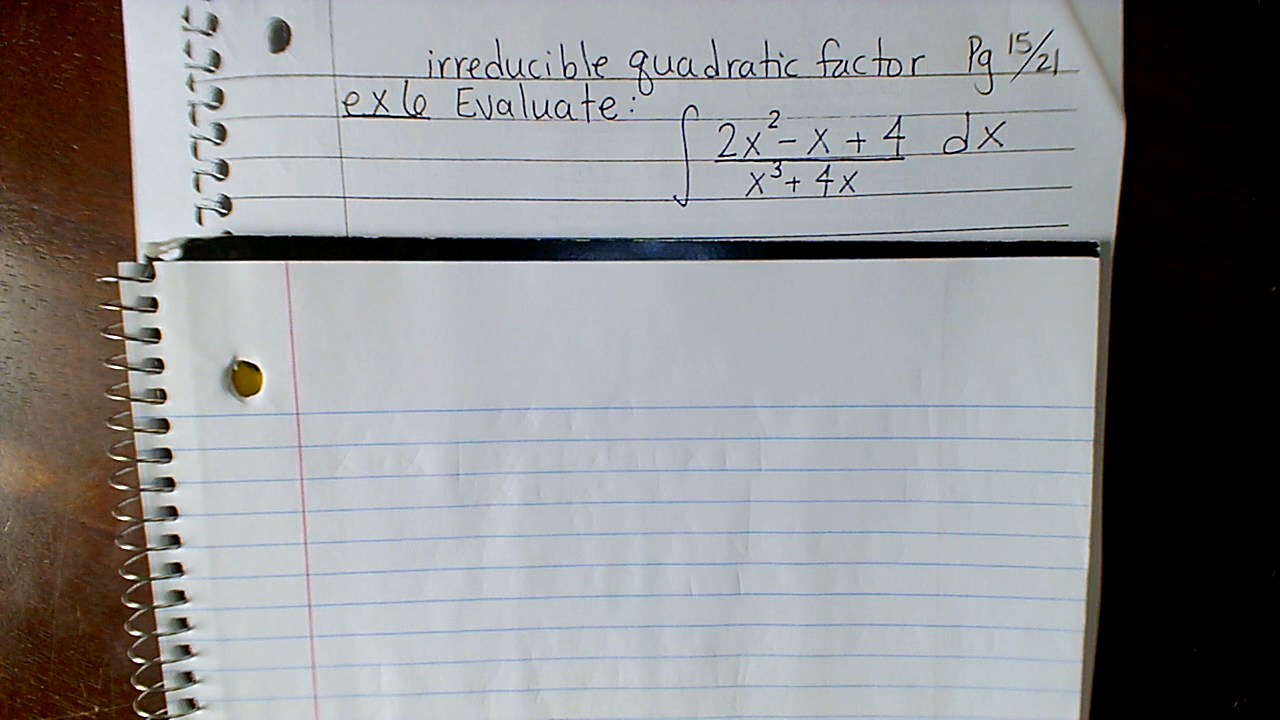 irreducible quadratic factor Pg 15/21
ex6 Evaluate:
∫ (2x² - x + 4)/(x³ + 4x) dx